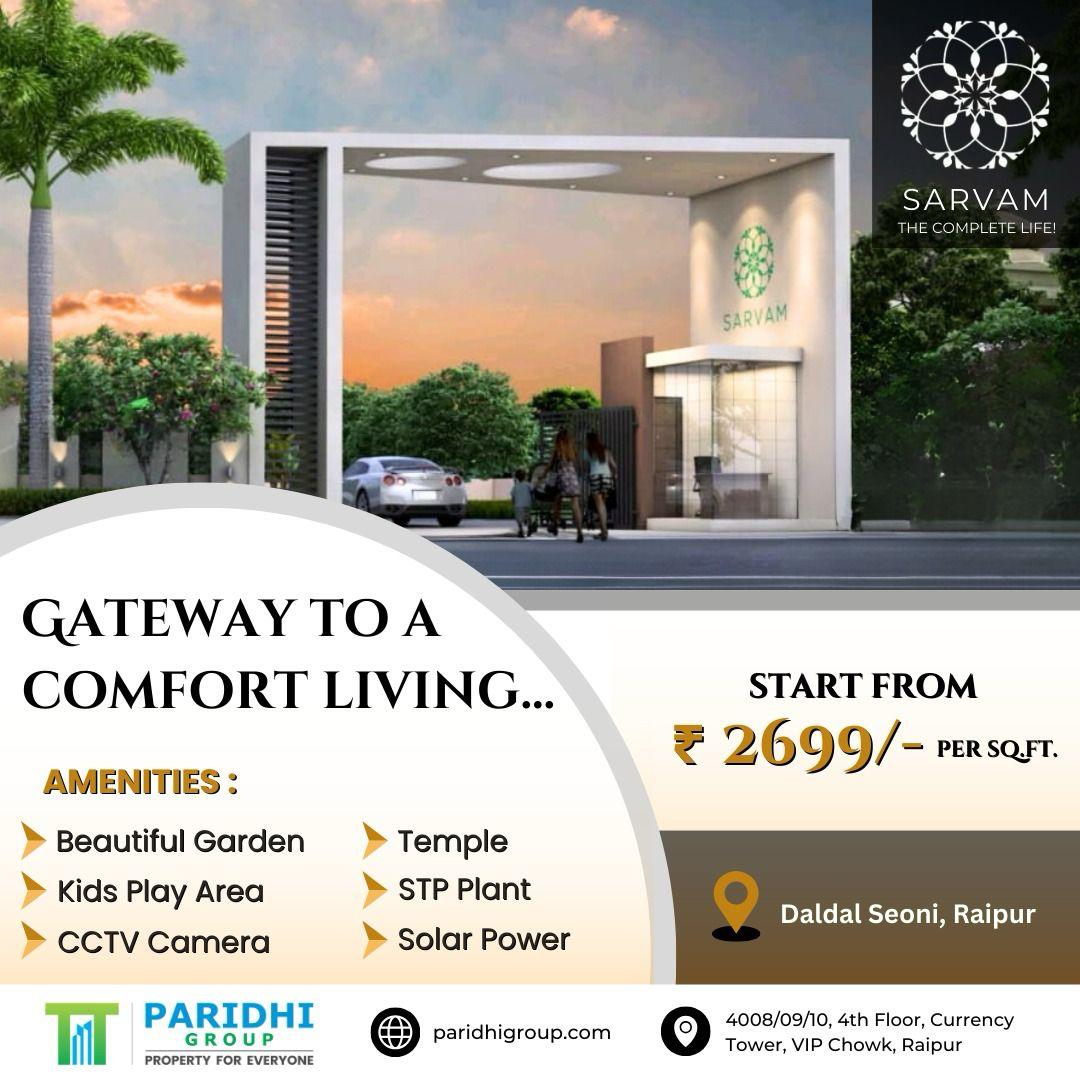 SARVAM
THE COMPLETE LIFE!
SARVAM
GATEWAY TO A
COMFORT LIVING...
START FROM
₹ 2699/- PER SQ.FT.
AMENITIES :
Beautiful Garden
Kids Play Area
CCTV Camera
Temple
STP Plant
Solar Power
Daldal Seoni, Raipur
PARIDHI
GROUP
PROPERTY FOR EVERYONE
paridhigroup.com
4008/09/10, 4th Floor, Currency
Tower, VIP Chowk, Raipur